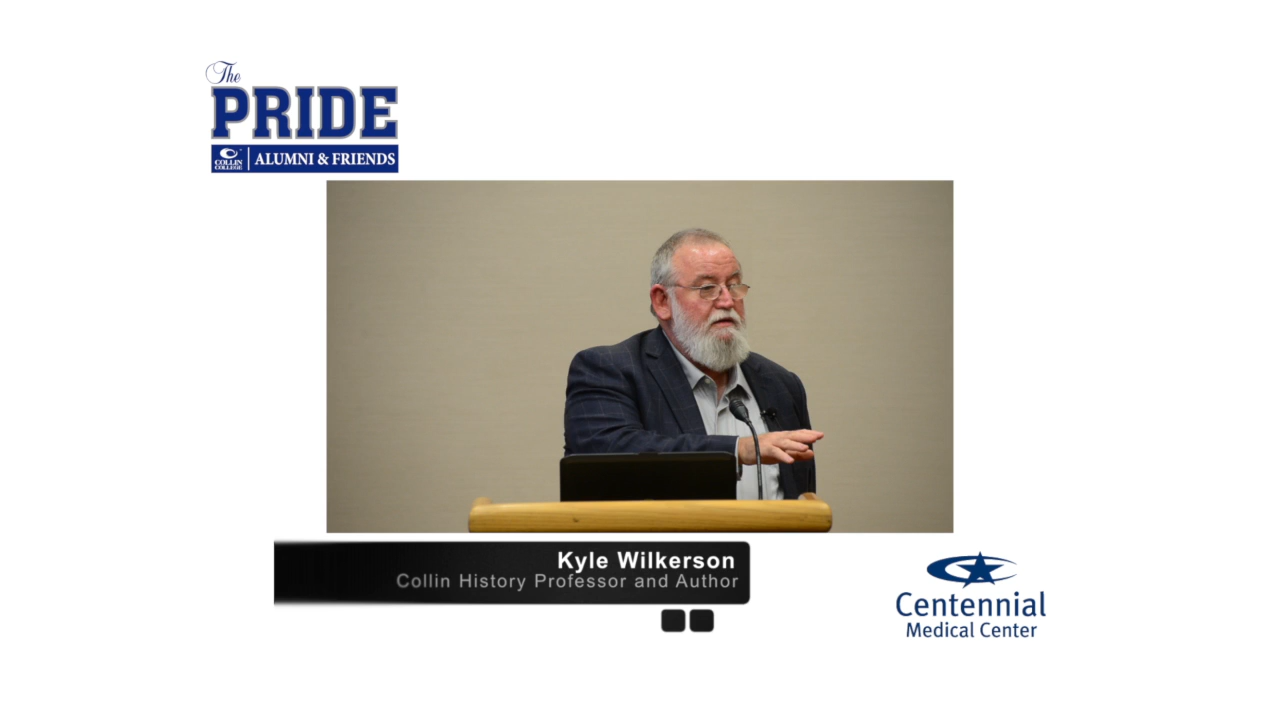 The
PRIDE
COLLIN
COLLEGE
ALUMNI & FRIENDS
Kyle Wilkerson
Collin History Professor and Author
Centennial
Medical Center